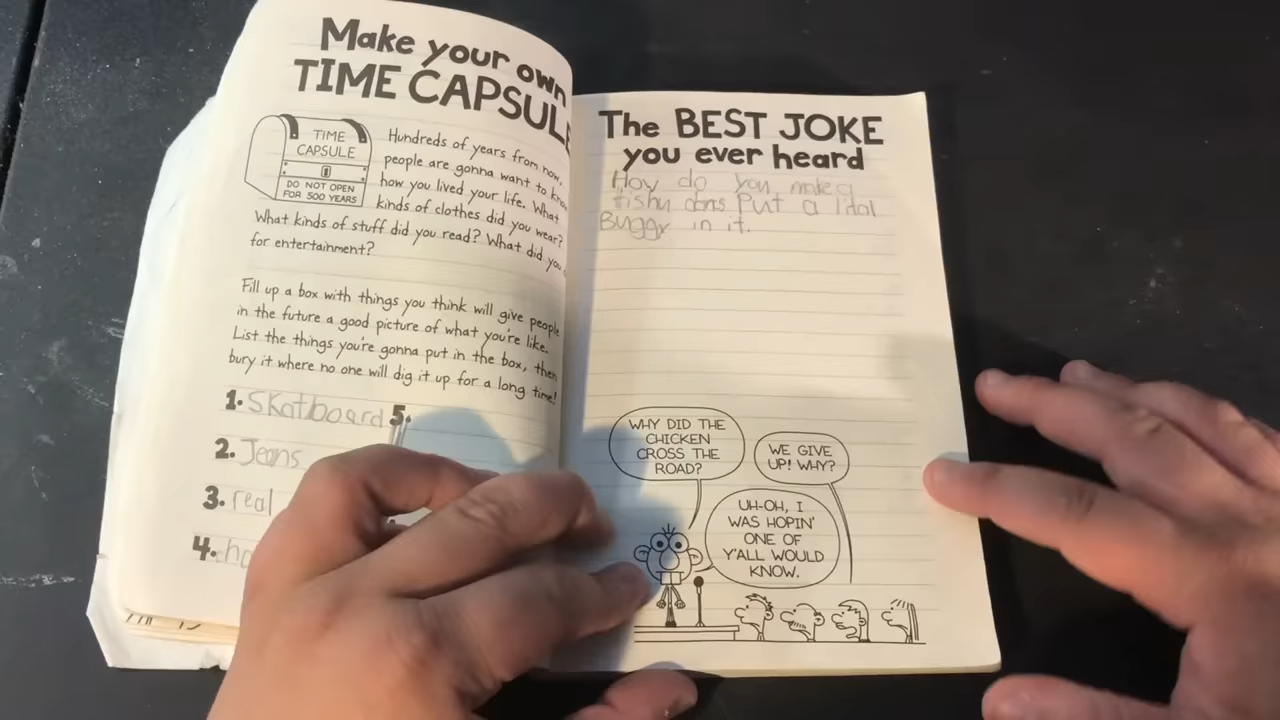 Make your own
TIME CAPSULE
TIME
CAPSULE
DO NOT OPEN
FOR 500 YEARS
Hundreds of years from now,
people are gonna want to know
how you lived your life. What
kinds of clothes did you wear?
What kinds of stuff did you read? What did you
for entertainment?
Fill up a box with things you think will give people
in the future a good picture of what you're like.
List the things you're gonna put in the box, then
bury it where no one will dig it up for a long time!
1. Skatboard 5.
2. Jeans
3. real
4.
The BEST JOKE
you ever heard
How do you make a
tishu dans Put a lidal
Buggr in it.
WHY DID THE
CHICKEN
CROSS THE
ROAD?
WE GIVE
UP! WHY?
UH-OH, I
WAS HOPIN'
ONE OF
Y'ALL WOULD
KNOW.